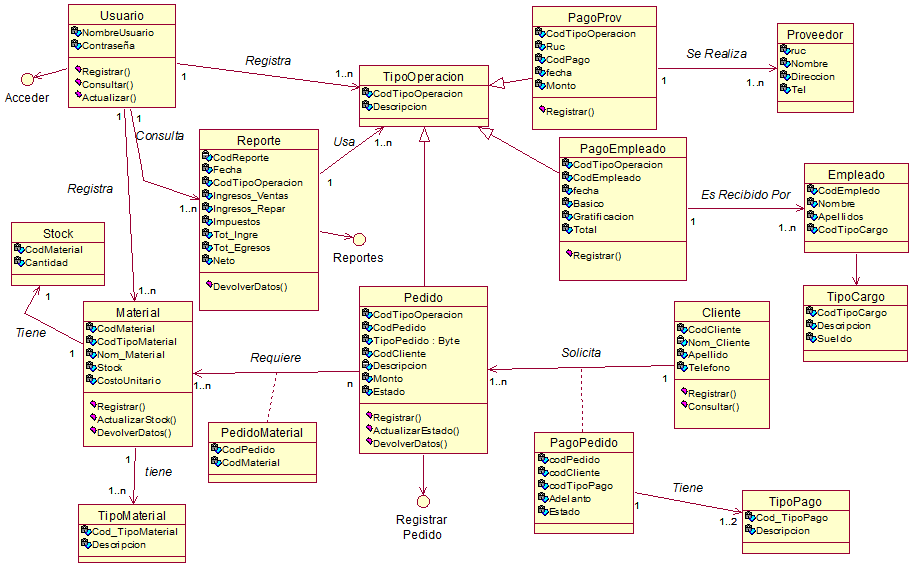 Usuario
NombreUsuario
Contraseña
Registrar()
Consultar()
Actualizar()
Acceder
1
Registra
1..n
TipoOperacion
CodTipoOperacion
Descripcion
PagoProv
CodTipoOperacion
Ruc
CodPago
fecha
Monto
Registrar()
1
Se Realiza
1..n
Proveedor
ruc
Nombre
Direccion
Tel
1
1
Consulta
1..n
Registra
1..n
Reporte
CodReporte
Fecha
CodTipoOperacion
Ingresos_Ventas
Ingresos_Repar
Impuestos
Tot_Ingre
Tot_Egresos
Neto
DevolverDatos()
Usa
1
1..n
Reportes
PagoEmpleado
CodTipoOperacion
CodEmpleado
fecha
Basico
Gratificacion
Total
Registrar()
1
Es Recibido Por
1..n
Empleado
CodEmpledo
Nombre
Apellidos
CodTipoCargo
Stock
CodMaterial
Cantidad
1
Tiene
1
Material
CodMaterial
CodTipoMaterial
Nom_Material
Stock
CostoUnitario
Registrar()
ActualizarStock()
DevolverDatos()
Requiere
1..n
n
Pedido
CodTipoOperacion
CodPedido
TipoPedido : Byte
CodCliente
Descripcion
Monto
Estado
Registrar()
ActualizarEstado()
DevolverDatos()
Solicita
1..n
1
Cliente
CodCliente
Nom_Cliente
Apellido
Telefono
Registrar()
Consultar()
TipoCargo
CodTipoCargo
Descripcion
Sueldo
PedidoMaterial
CodPedido
CodMaterial
PagoPedido
codPedido
codCliente
codTipoPago
Adelanto
Estado
1
Tiene
1..2
TipoPago
Cod_TipoPago
Descripcion
1
tiene
1..n
TipoMaterial
Cod_TipoMaterial
Descripcion
Registrar
Pedido